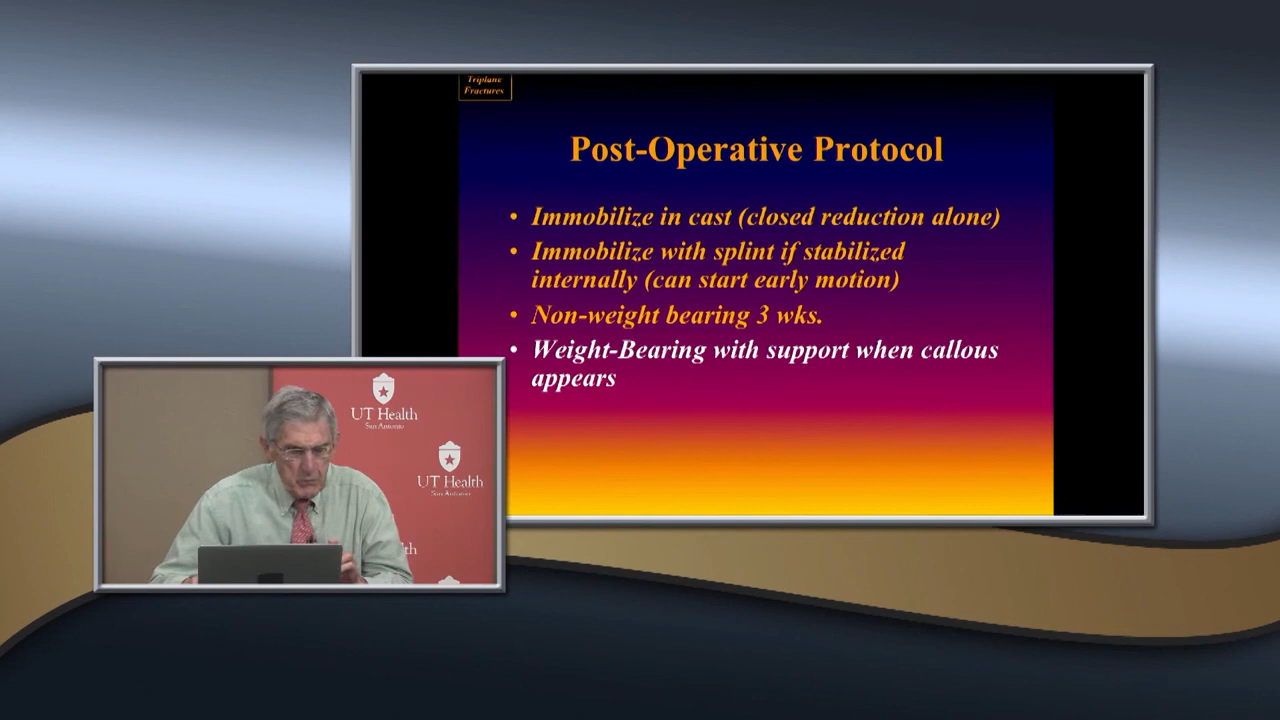 Triplane
Fractures
Post-Operative Protocol
• Immobilize in cast (closed reduction alone)
• Immobilize with splint if stabilized
internally (can start early motion)
• Non-weight bearing 3 wks.
• Weight-Bearing with support when callous
appears
UT Health
San Antonio
UT Health
San Antonio
th